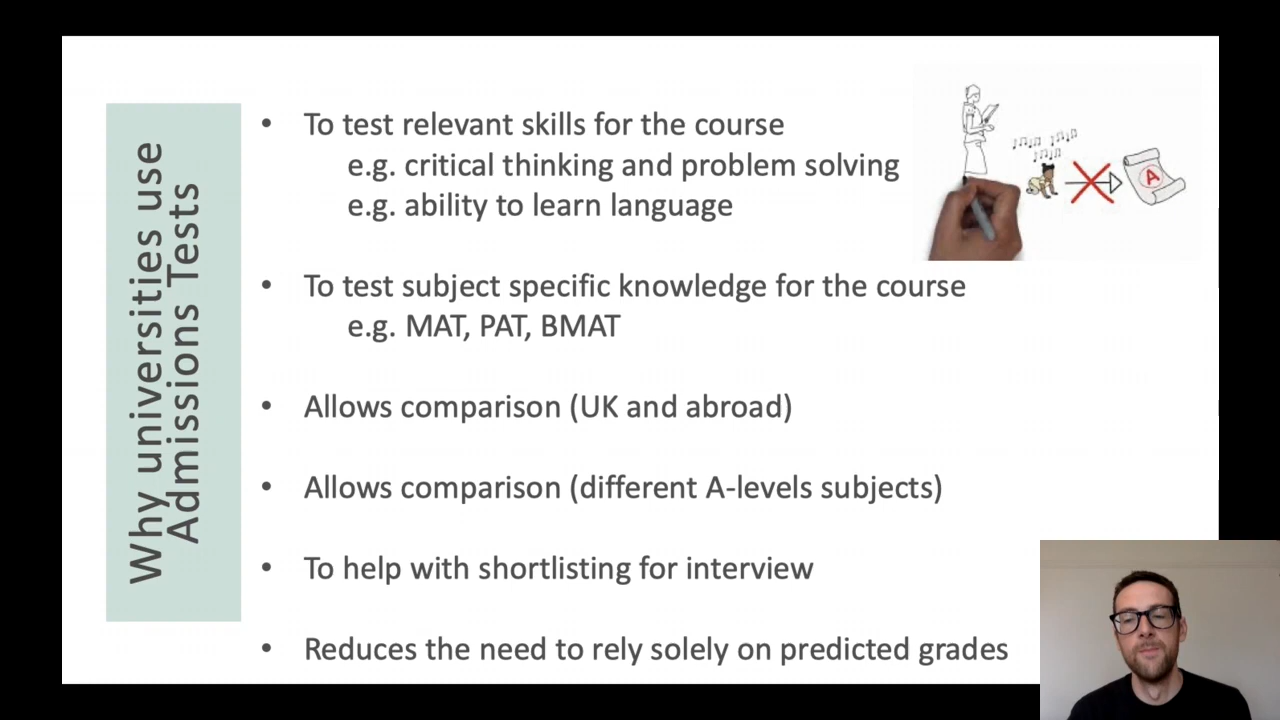 Why universities use
Admissions Tests
• To test relevant skills for the course
e.g. critical thinking and problem solving
e.g. ability to learn language
• To test subject specific knowledge for the course
e.g. MAT, PAT, BMAT
• Allows comparison (UK and abroad)
• Allows comparison (different A-levels subjects)
• To help with shortlisting for interview
• Reduces the need to rely solely on predicted grades
A